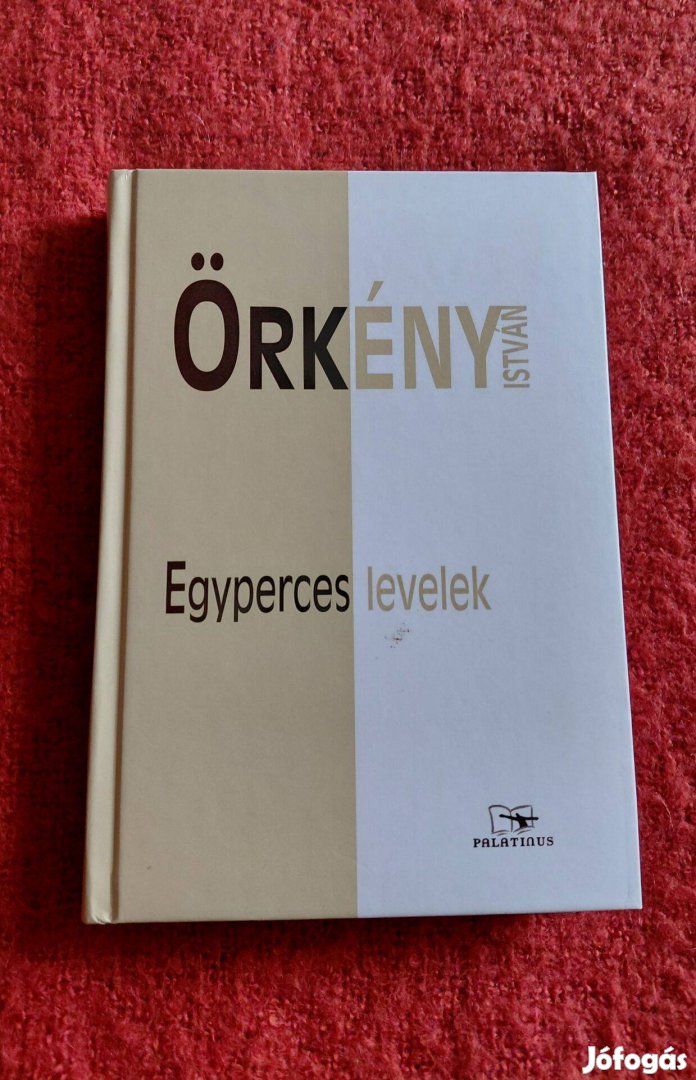 ÖRKÉNY
ISTVÁN
Egyperces levelek
PALATINUS
Jófogás